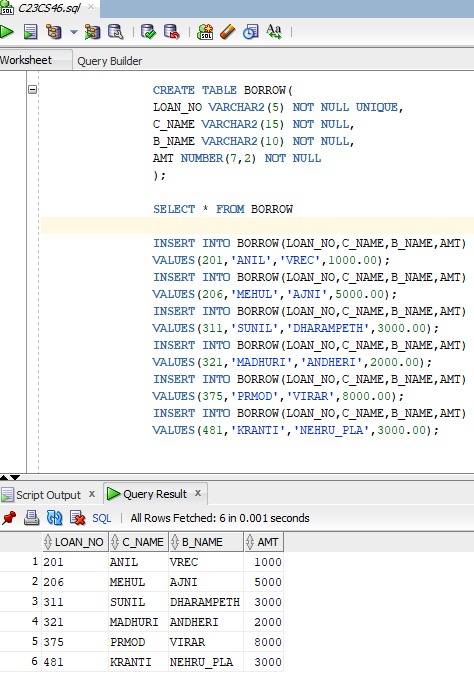 C23CS46.sql
Worksheet Query Builder
CREATE TABLE BORROW(
LOAN_NO VARCHAR2(5) NOT NULL UNIQUE,
C_NAME VARCHAR2(15) NOT NULL,
B_NAME VARCHAR2(10) NOT NULL,
AMT NUMBER(7,2) NOT NULL
);
SELECT * FROM BORROW
INSERT INTO BORROW(LOAN_NO,C_NAME,B_NAME,AMT)
VALUES(201,'ANIL','VREC',1000.00);
INSERT INTO BORROW(LOAN_NO,C_NAME,B_NAME,AMT)
VALUES(206,'MEHUL','AJNI',5000.00);
INSERT INTO BORROW(LOAN_NO,C_NAME,B_NAME,AMT)
VALUES(311,'SUNIL','DHARAMPETH',3000.00);
INSERT INTO BORROW(LOAN_NO,C_NAME,B_NAME,AMT)
VALUES(321,'MADHURI','ANDHERI',2000.00);
INSERT INTO BORROW(LOAN_NO,C_NAME,B_NAME,AMT)
VALUES(375,'PRMOD','VIRAR',8000.00);
INSERT INTO BORROW(LOAN_NO,C_NAME,B_NAME,AMT)
VALUES(481,'KRANTI','NEHRU_PLA',3000.00);
Script Output x Query Result x
SQL | All Rows Fetched: 6 in 0.001 seconds
LOAN_NO C_NAME B_NAME AMT
1 201 ANIL VREC 1000
2 206 MEHUL AJNI 5000
3 311 SUNIL DHARAMPETH 3000
4 321 MADHURI ANDHERI 2000
5 375 PRMOD VIRAR 8000
6 481 KRANTI NEHRU_PLA 3000